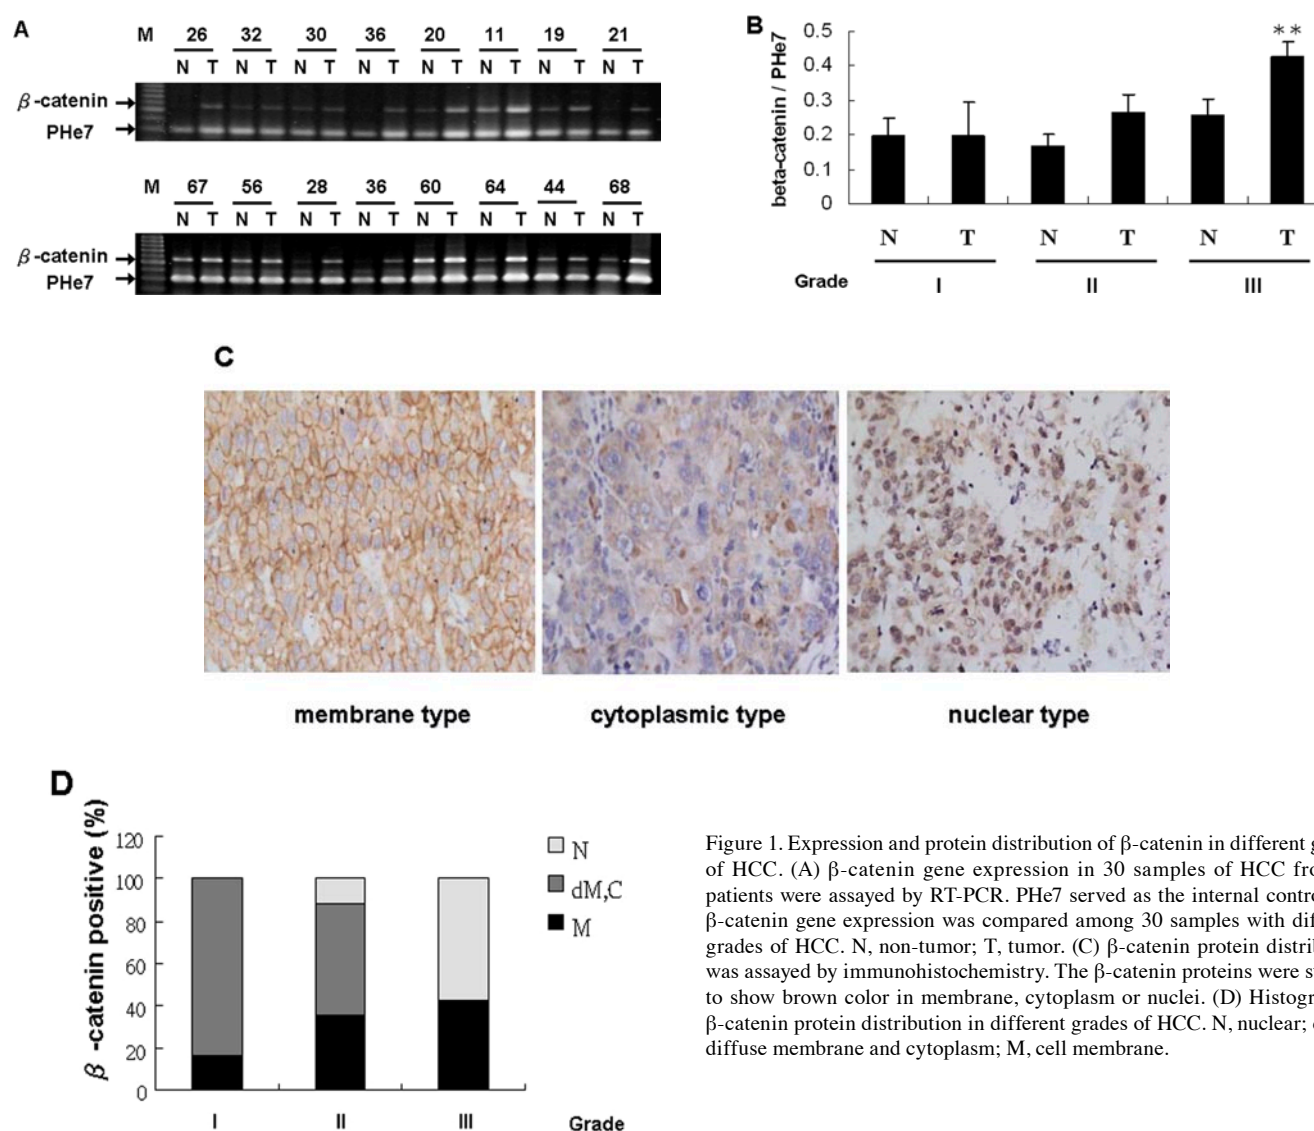 A
M 26 32 30 36 20 11 19 21
N T N T N T N T N T N T N T N T
β-catenin
PHe7
M 67 56 28 36 60 64 44 68
N T N T N T N T N T N T N T N T
β-catenin
PHe7
B
beta-catenin / PHe7
0.5
0.4
0.3
0.2
0.1
0
**
N T N T N T
Grade I II III
C
membrane type cytoplasmic type nuclear type
D
β-catenin positive (%)
120
100
80
60
40
20
0
I II III Grade
N
dM,C
M
Figure 1. Expression and protein distribution of β-catenin in different
of HCC. (A) β-catenin gene expression in 30 samples of HCC
patients were assayed by RT-PCR. PHe7 served as the internal
β-catenin gene expression was compared among 30 samples with
grades of HCC. N, non-tumor; T, tumor. (C) β-catenin protein
was assayed by immunohistochemistry. The β-catenin proteins were
to show brown color in membrane, cytoplasm or nuclei. (D)
β-catenin protein distribution in different grades of HCC. N, nuclear;
diffuse membrane and cytoplasm; M, cell membrane.